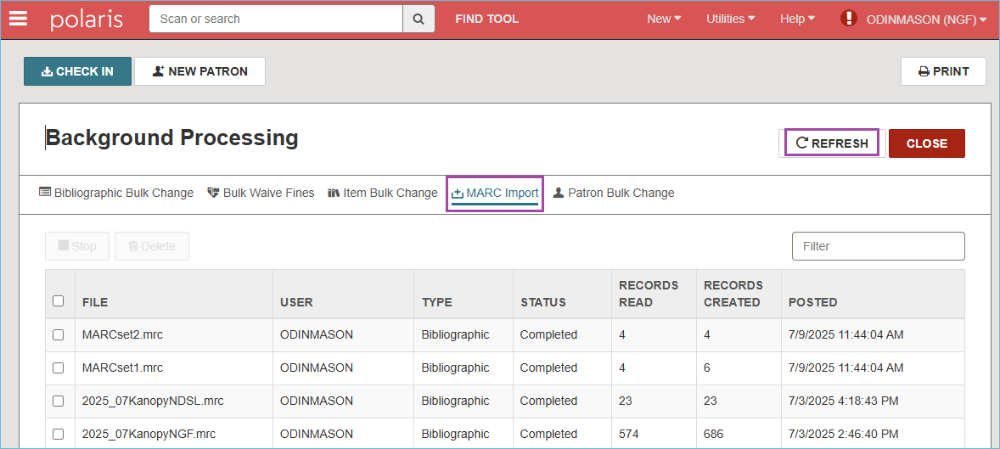 polaris Scan or search FIND TOOL New Utilities Help ODINMASON (NGF)
CHECK IN NEW PATRON PRINT
Background Processing REFRESH CLOSE
Bibliographic Bulk Change Bulk Waive Fines Item Bulk Change MARC Import Patron Bulk Change
Stop Delete Filter
FILE USER TYPE STATUS RECORDS READ RECORDS CREATED POSTED
MARCset2.mrc ODINMASON Bibliographic Completed 4 4 7/9/2025 11:44:04 AM
MARCset1.mrc ODINMASON Bibliographic Completed 4 6 7/9/2025 11:44:04 AM
2025_07KanopyNDSL.mrc ODINMASON Bibliographic Completed 23 23 7/3/2025 4:18:43 PM
2025_07KanopyNGF.mrc ODINMASON Bibliographic Completed 574 686 7/3/2025 2:46:40 PM